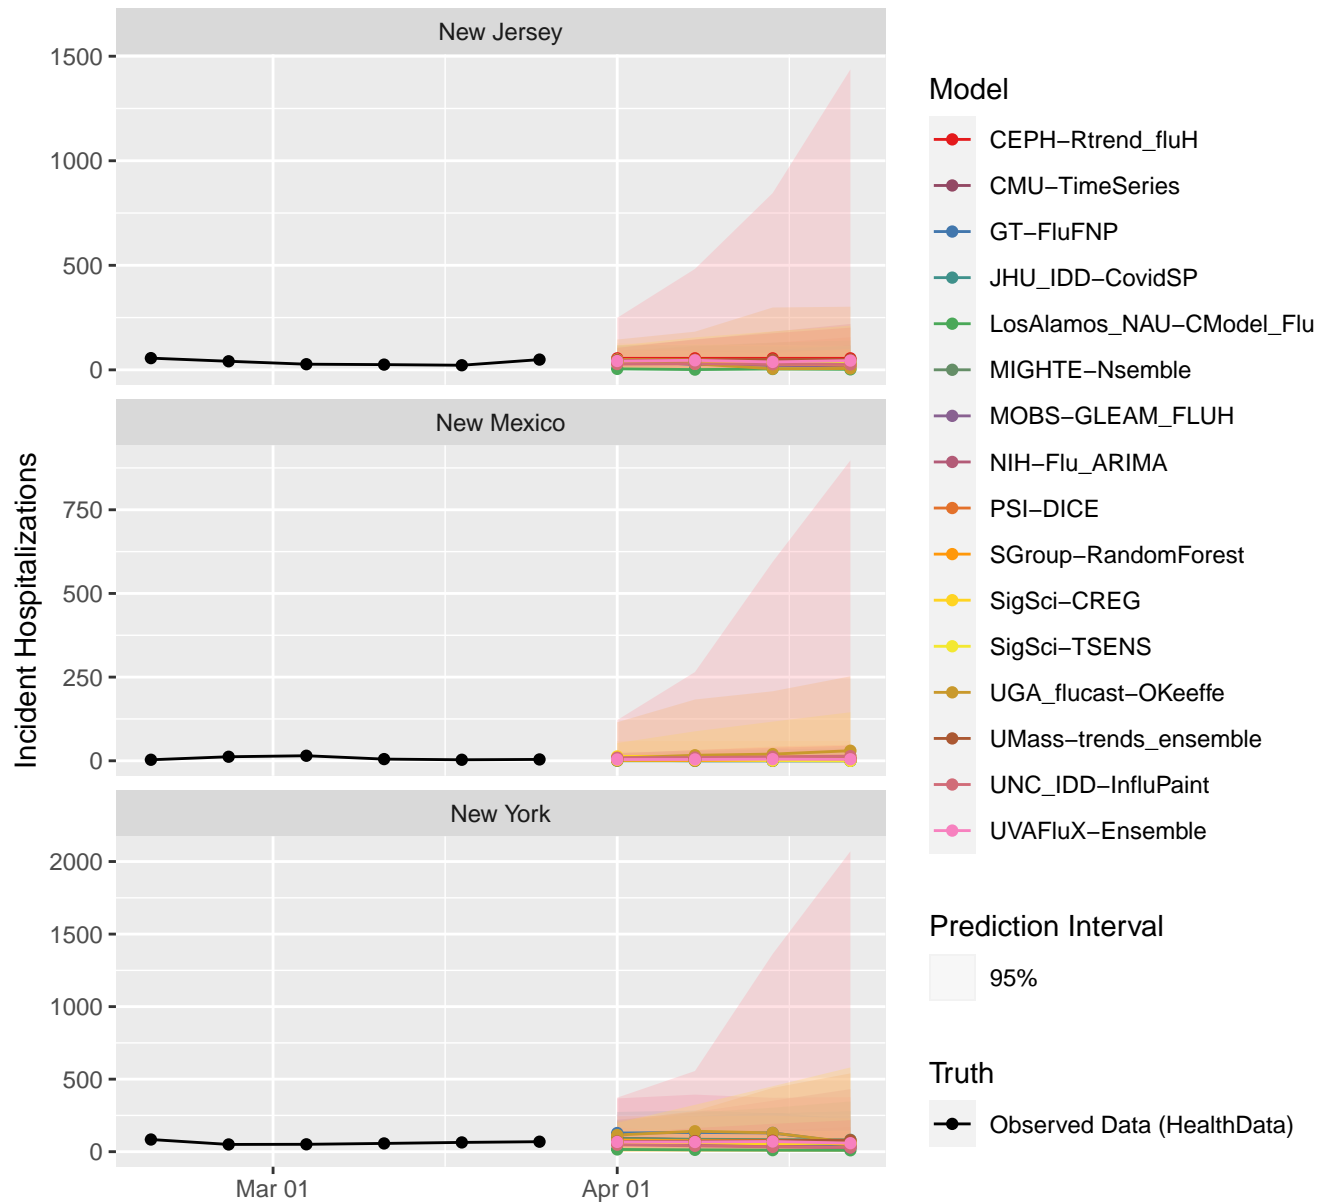 New Jersey
1500
1000
500
0
New Mexico
750
500
250
0
New York
2000
1500
1000
500
0
Mar 01
Apr 01
Incident Hospitalizations
Model
CEPH−Rtrend_fluH
CMU−TimeSeries
GT−FluFNP
JHU_IDD−CovidSP
LosAlamos_NAU−CModel_Flu
MIGHTE−Nsemble
MOBS−GLEAM_FLUH
NIH−Flu_ARIMA
PSI−DICE
SGroup−RandomForest
SigSci−CREG
SigSci−TSENS
UGA_flucast−OKeeffe
UMass−trends_ensemble
UNC_IDD−InfluPaint
UVAFluX−Ensemble
Prediction Interval
95%
Truth
Observed Data (HealthData)